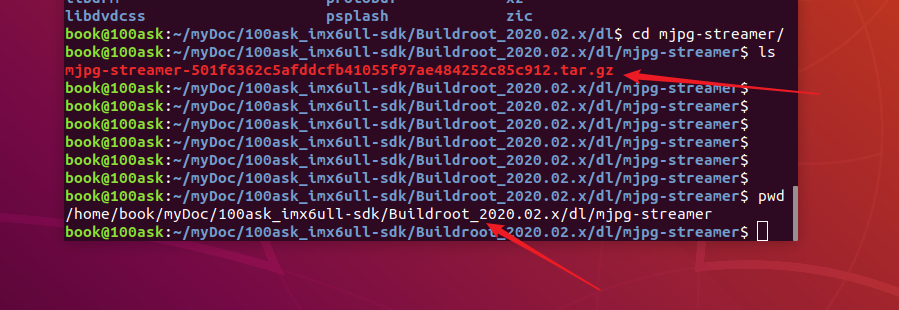 libdvdcss psplash zic
book@100ask:~/myDoc/100ask_imx6ull-sdk/Buildroot_2020.02.x/dl$ cd mjpg-streamer/
book@100ask:~/myDoc/100ask_imx6ull-sdk/Buildroot_2020.02.x/dl/mjpg-streamer$ ls
mjpg-streamer-501f6362c5afddcfb41055f97ae484252c85c912.tar.gz
book@100ask:~/myDoc/100ask_imx6ull-sdk/Buildroot_2020.02.x/dl/mjpg-streamer$
book@100ask:~/myDoc/100ask_imx6ull-sdk/Buildroot_2020.02.x/dl/mjpg-streamer$
book@100ask:~/myDoc/100ask_imx6ull-sdk/Buildroot_2020.02.x/dl/mjpg-streamer$
book@100ask:~/myDoc/100ask_imx6ull-sdk/Buildroot_2020.02.x/dl/mjpg-streamer$
book@100ask:~/myDoc/100ask_imx6ull-sdk/Buildroot_2020.02.x/dl/mjpg-streamer$
book@100ask:~/myDoc/100ask_imx6ull-sdk/Buildroot_2020.02.x/dl/mjpg-streamer$
book@100ask:~/myDoc/100ask_imx6ull-sdk/Buildroot_2020.02.x/dl/mjpg-streamer$ pwd
/home/book/myDoc/100ask_imx6ull-sdk/Buildroot_2020.02.x/dl/mjpg-streamer
book@100ask:~/myDoc/100ask_imx6ull-sdk/Buildroot_2020.02.x/dl/mjpg-streamer$